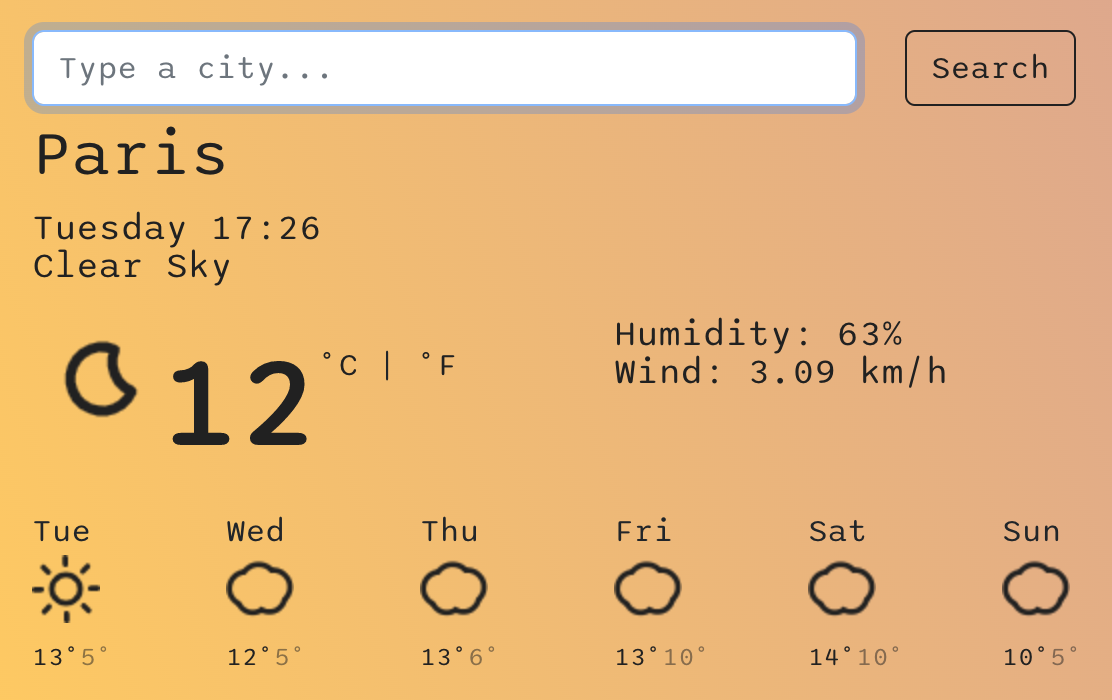 Type a city...
Search
Paris
Tuesday 17:26
Clear Sky
12 °C | °F
Humidity: 63%
Wind: 3.09 km/h
Tue Wed Thu Fri Sat Sun
13°5° 12°5° 13°6° 13°10° 14°10° 10°5°